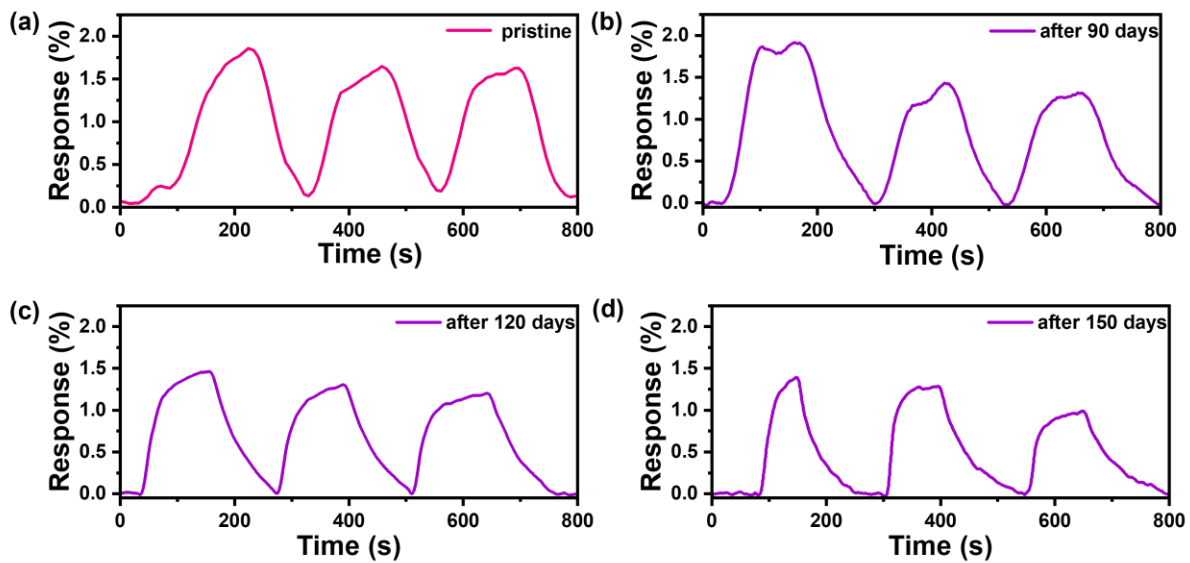 (a)
pristine
Response (%)
2.0
1.5
1.0
0.5
0.0
0 200 400 600 800
Time (s)
(b)
after 90 days
Response (%)
2.0
1.5
1.0
0.5
0.0
0 200 400 600 800
Time (s)
(c)
after 120 days
Response (%)
2.0
1.5
1.0
0.5
0.0
0 200 400 600 800
Time (s)
(d)
after 150 days
Response (%)
2.0
1.5
1.0
0.5
0.0
0 200 400 600 800
Time (s)